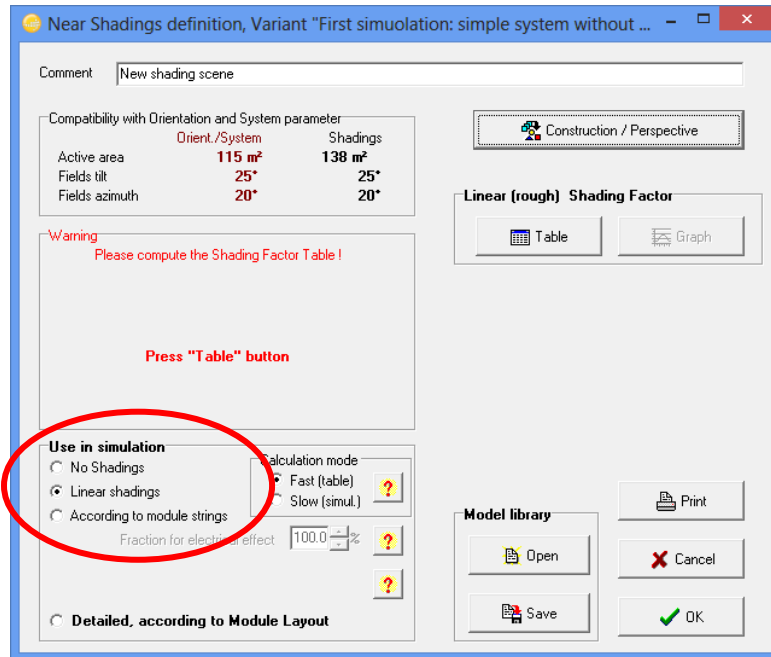 Near Shadings definition, Variant "First simuolation: simple system without ...
Comment New shading scene
Compatibility with Orientation and System parameter
Orient./System Shadings
Active area 115 m² 138 m²
Fields tilt 25° 25°
Fields azimuth 20° 20°
Construction / Perspective
Linear (rough) Shading Factor
Table Graph
Warning
Please compute the Shading Factor Table !
Press "Table" button
Use in simulation
No Shadings
Linear shadings
According to module strings
Calculation mode
Fast (table)
Slow (simul.)
?
Fraction for electrical effect 100.0 % ?
?
Detailed, according to Module Layout
Model library
Open
Save
Print
Cancel
OK